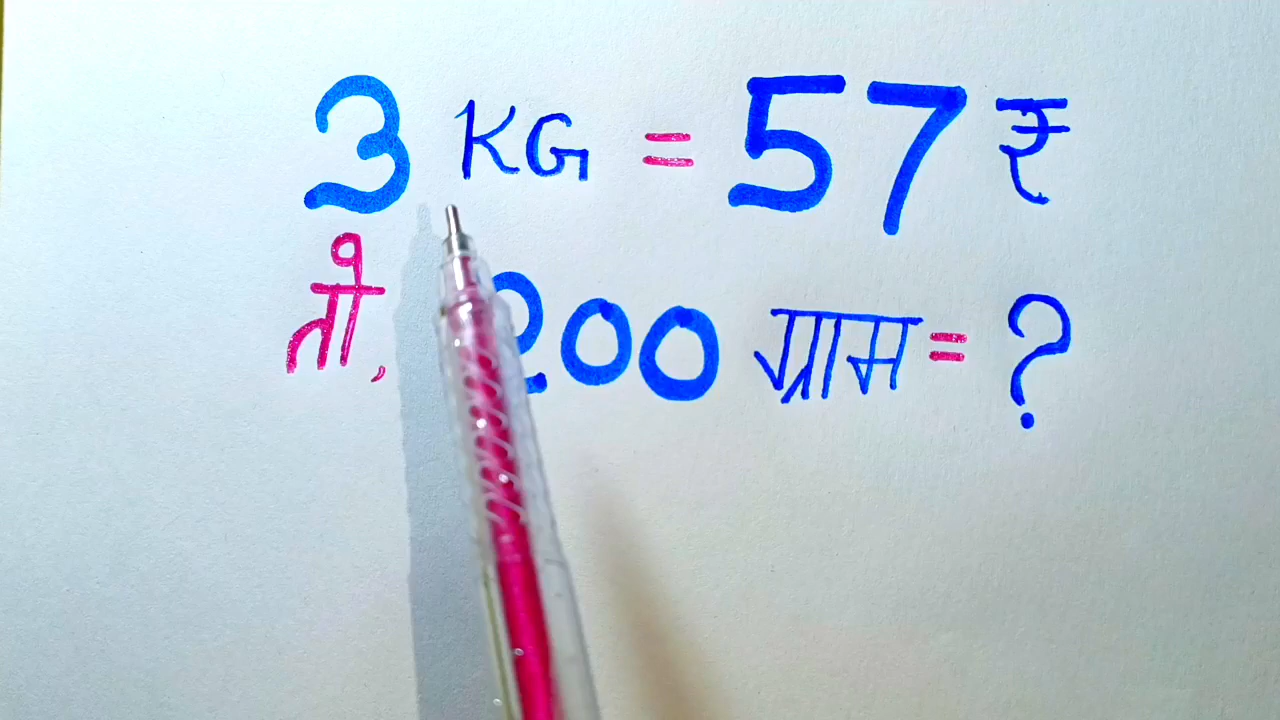 3 KG = 57 ₹
तो, 200 ग्राम = ?